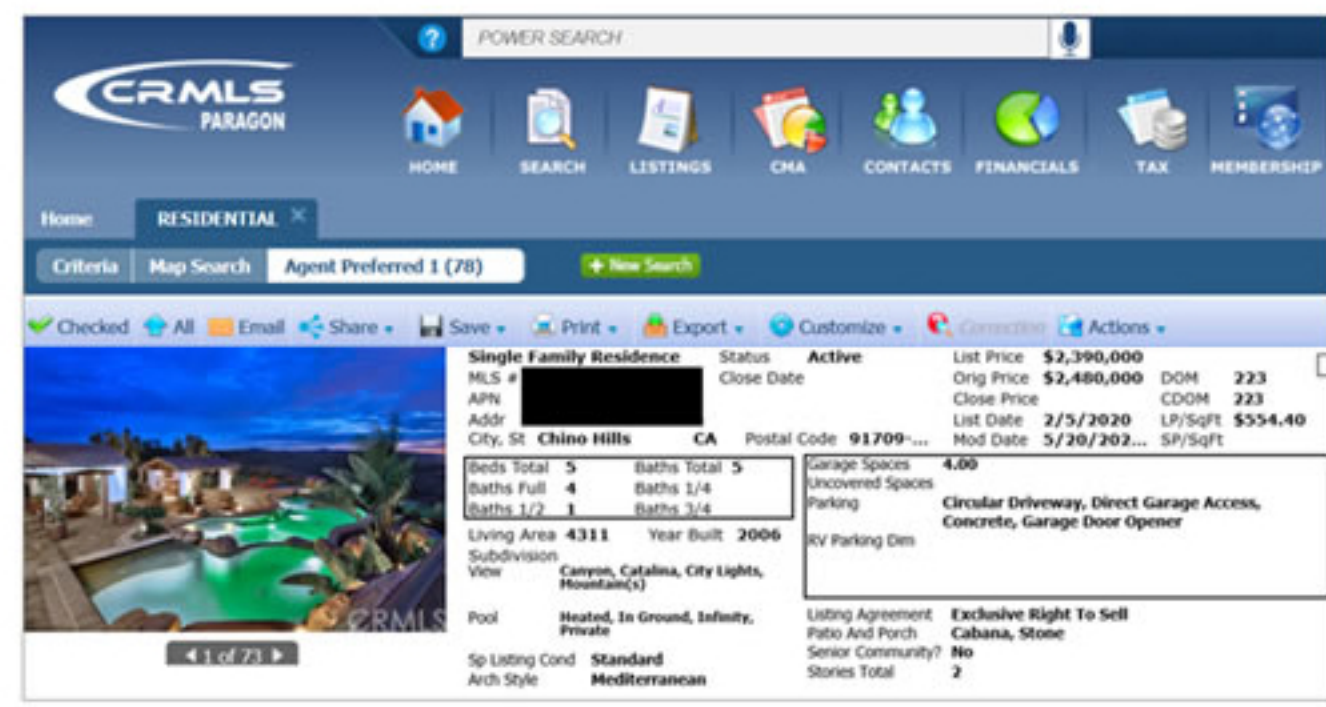 ? POWER SEARCH
CRMLS
PARAGON
HOME SEARCH LISTINGS CMA CONTACTS FINANCIALS TAX MEMBERSHIP
Home RESIDENTIAL ×
Criteria Map Search Agent Preferred 1 (78) + New Search
Checked All Email Share Save Print Export Customize Correction Actions
Single Family Residence Status Active List Price $2,390,000
MLS # Close Date Orig Price $2,480,000 DOM 223
APN Close Price CDOM 223
Addr List Date 2/5/2020 LP/SqFt $554.40
City, St Chino Hills CA Postal Code 91709-... Mod Date 5/20/202... SP/SqFt
Beds Total 5 Baths Total 5 Garage Spaces 4.00
Baths Full 4 Baths 1/4 Uncovered Spaces
Baths 1/2 1 Baths 3/4 Parking Circular Driveway, Direct Garage Access,
Concrete, Garage Door Opener
Living Area 4311 Year Built 2006 RV Parking Dim
Subdivision
View Canyon, Catalina, City Lights,
Mountain(s)
Pool Heated, In Ground, Infinity,
Private
Listing Agreement Exclusive Right To Sell
Patio And Porch Cabana, Stone
Sp Listing Cond Standard Senior Community? No
Arch Style Mediterranean Stories Total 2
CRMLS
1 of 73